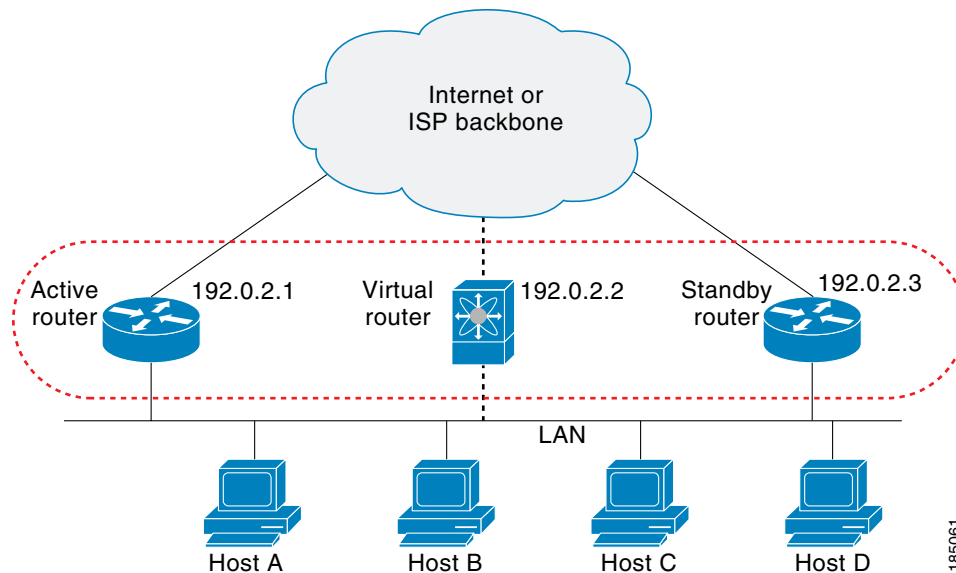 Internet or
ISP backbone
Active
router
192.0.2.1
Virtual
router
192.0.2.2
Standby
router
192.0.2.3
LAN
Host A
Host B
Host C
Host D
185061